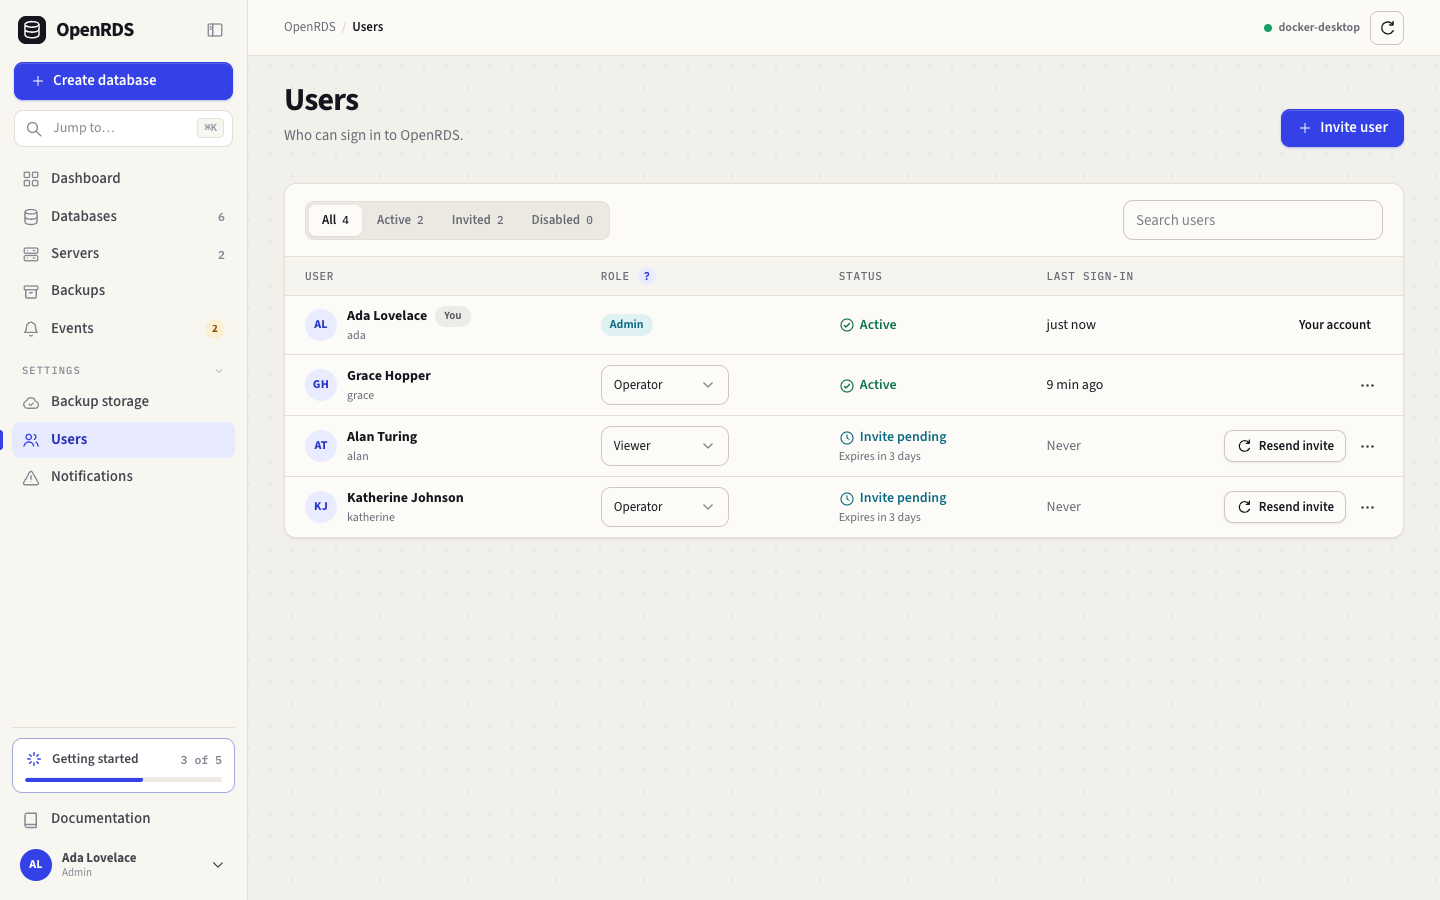 OpenRDS
Create database
Jump to…
⌘K
Dashboard
Databases 6
Servers 2
Backups
Events 2
SETTINGS
Backup storage
Users
Notifications
Getting started 3 of 5
Documentation
AL
Ada Lovelace
Admin
OpenRDS / Users
docker-desktop
Users
Who can sign in to OpenRDS.
Invite user
All 4 Active 2 Invited 2 Disabled 0
Search users
USER ROLE ? STATUS LAST SIGN-IN
AL Ada Lovelace You Admin Active just now Your account
ada
GH Grace Hopper Operator Active 9 min ago
grace
AT Alan Turing Viewer Invite pending Never Resend invite
alan Expires in 3 days
KJ Katherine Johnson Operator Invite pending Never Resend invite
katherine Expires in 3 days